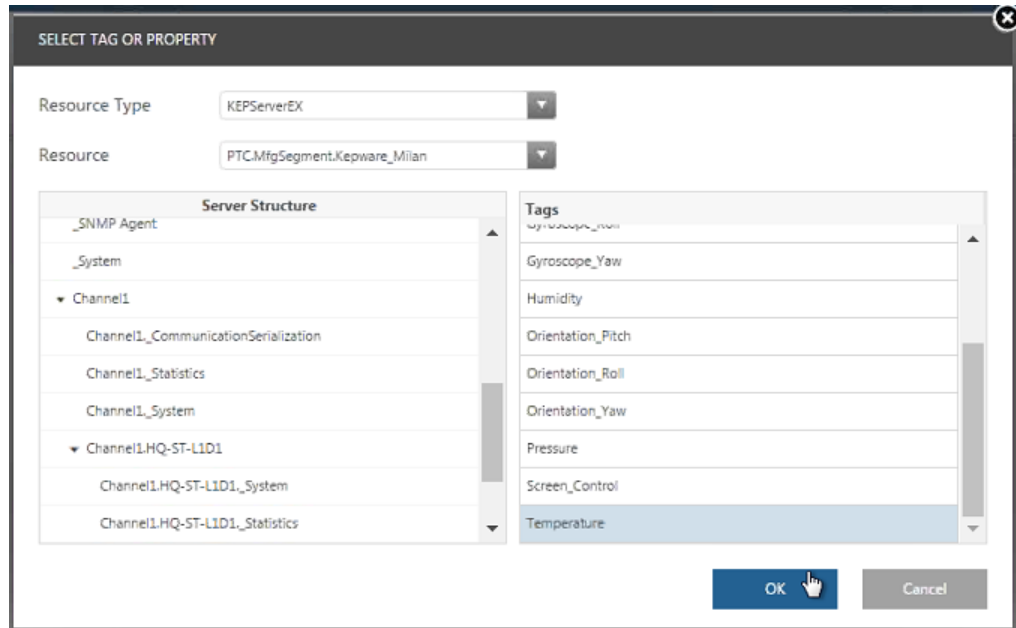 SELECT TAG OR PROPERTY
Resource Type
KEPServerEX
Resource
PTC.MfgSegment.Kepware_Milan
Server Structure
_SNMP Agent
_System
Channel1
Channel1._CommunicationSerialization
Channel1._Statistics
Channel1._System
Channel1.HQ-ST-L1D1
Channel1.HQ-ST-L1D1._System
Channel1.HQ-ST-L1D1._Statistics
Tags
Gyroscope_Roll
Gyroscope_Yaw
Humidity
Orientation_Pitch
Orientation_Roll
Orientation_Yaw
Pressure
Screen_Control
Temperature
OK
Cancel